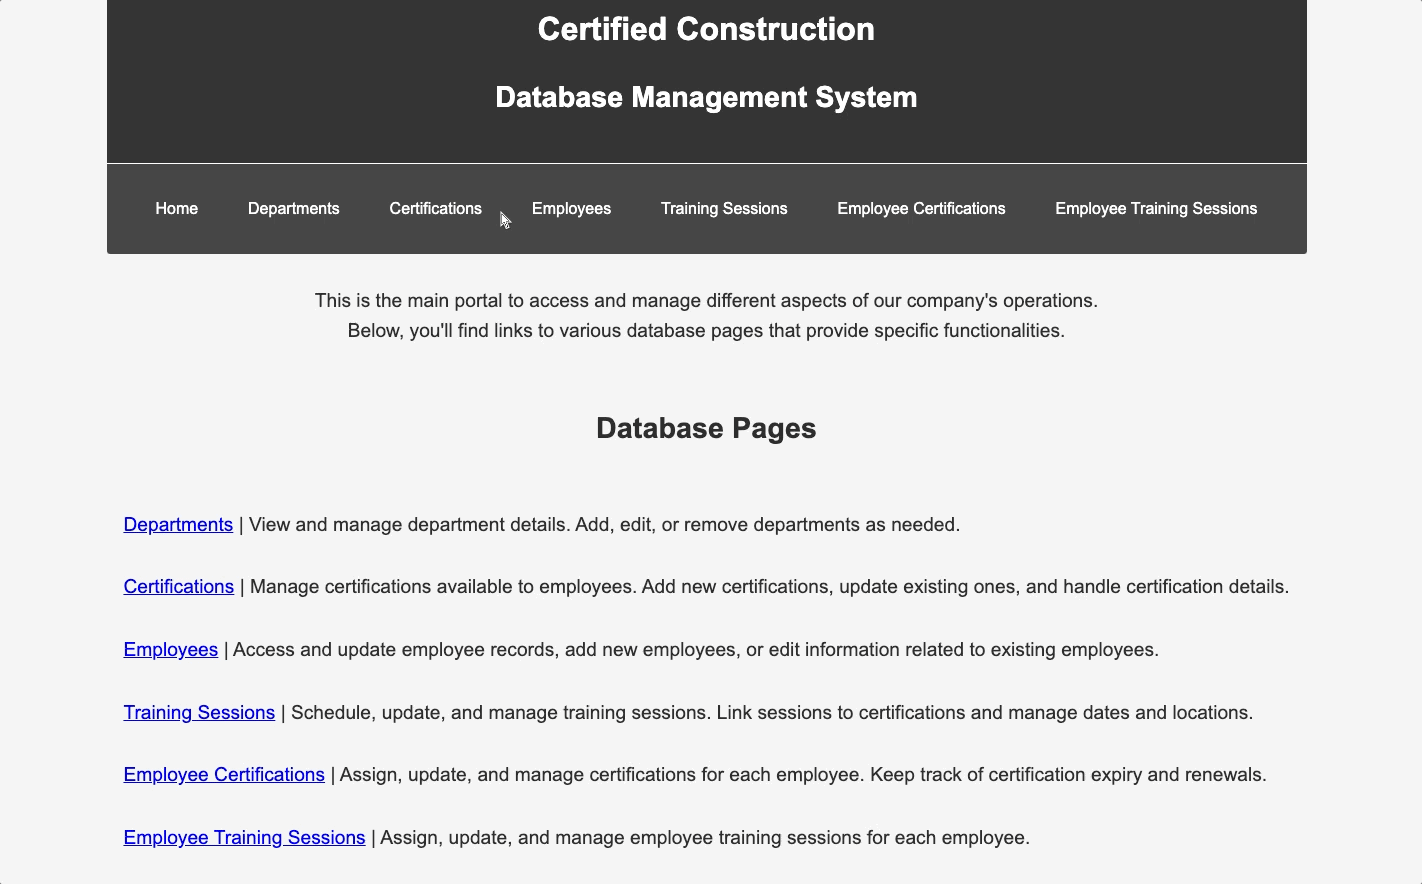 Certified Construction
Database Management System
Home Departments Certifications Employees Training Sessions Employee Certifications Employee Training Sessions
This is the main portal to access and manage different aspects of our company's operations.
Below, you'll find links to various database pages that provide specific functionalities.
Database Pages
Departments | View and manage department details. Add, edit, or remove departments as needed.
Certifications | Manage certifications available to employees. Add new certifications, update existing ones, and handle certification details.
Employees | Access and update employee records, add new employees, or edit information related to existing employees.
Training Sessions | Schedule, update, and manage training sessions. Link sessions to certifications and manage dates and locations.
Employee Certifications | Assign, update, and manage certifications for each employee. Keep track of certification expiry and renewals.
Employee Training Sessions | Assign, update, and manage employee training sessions for each employee.